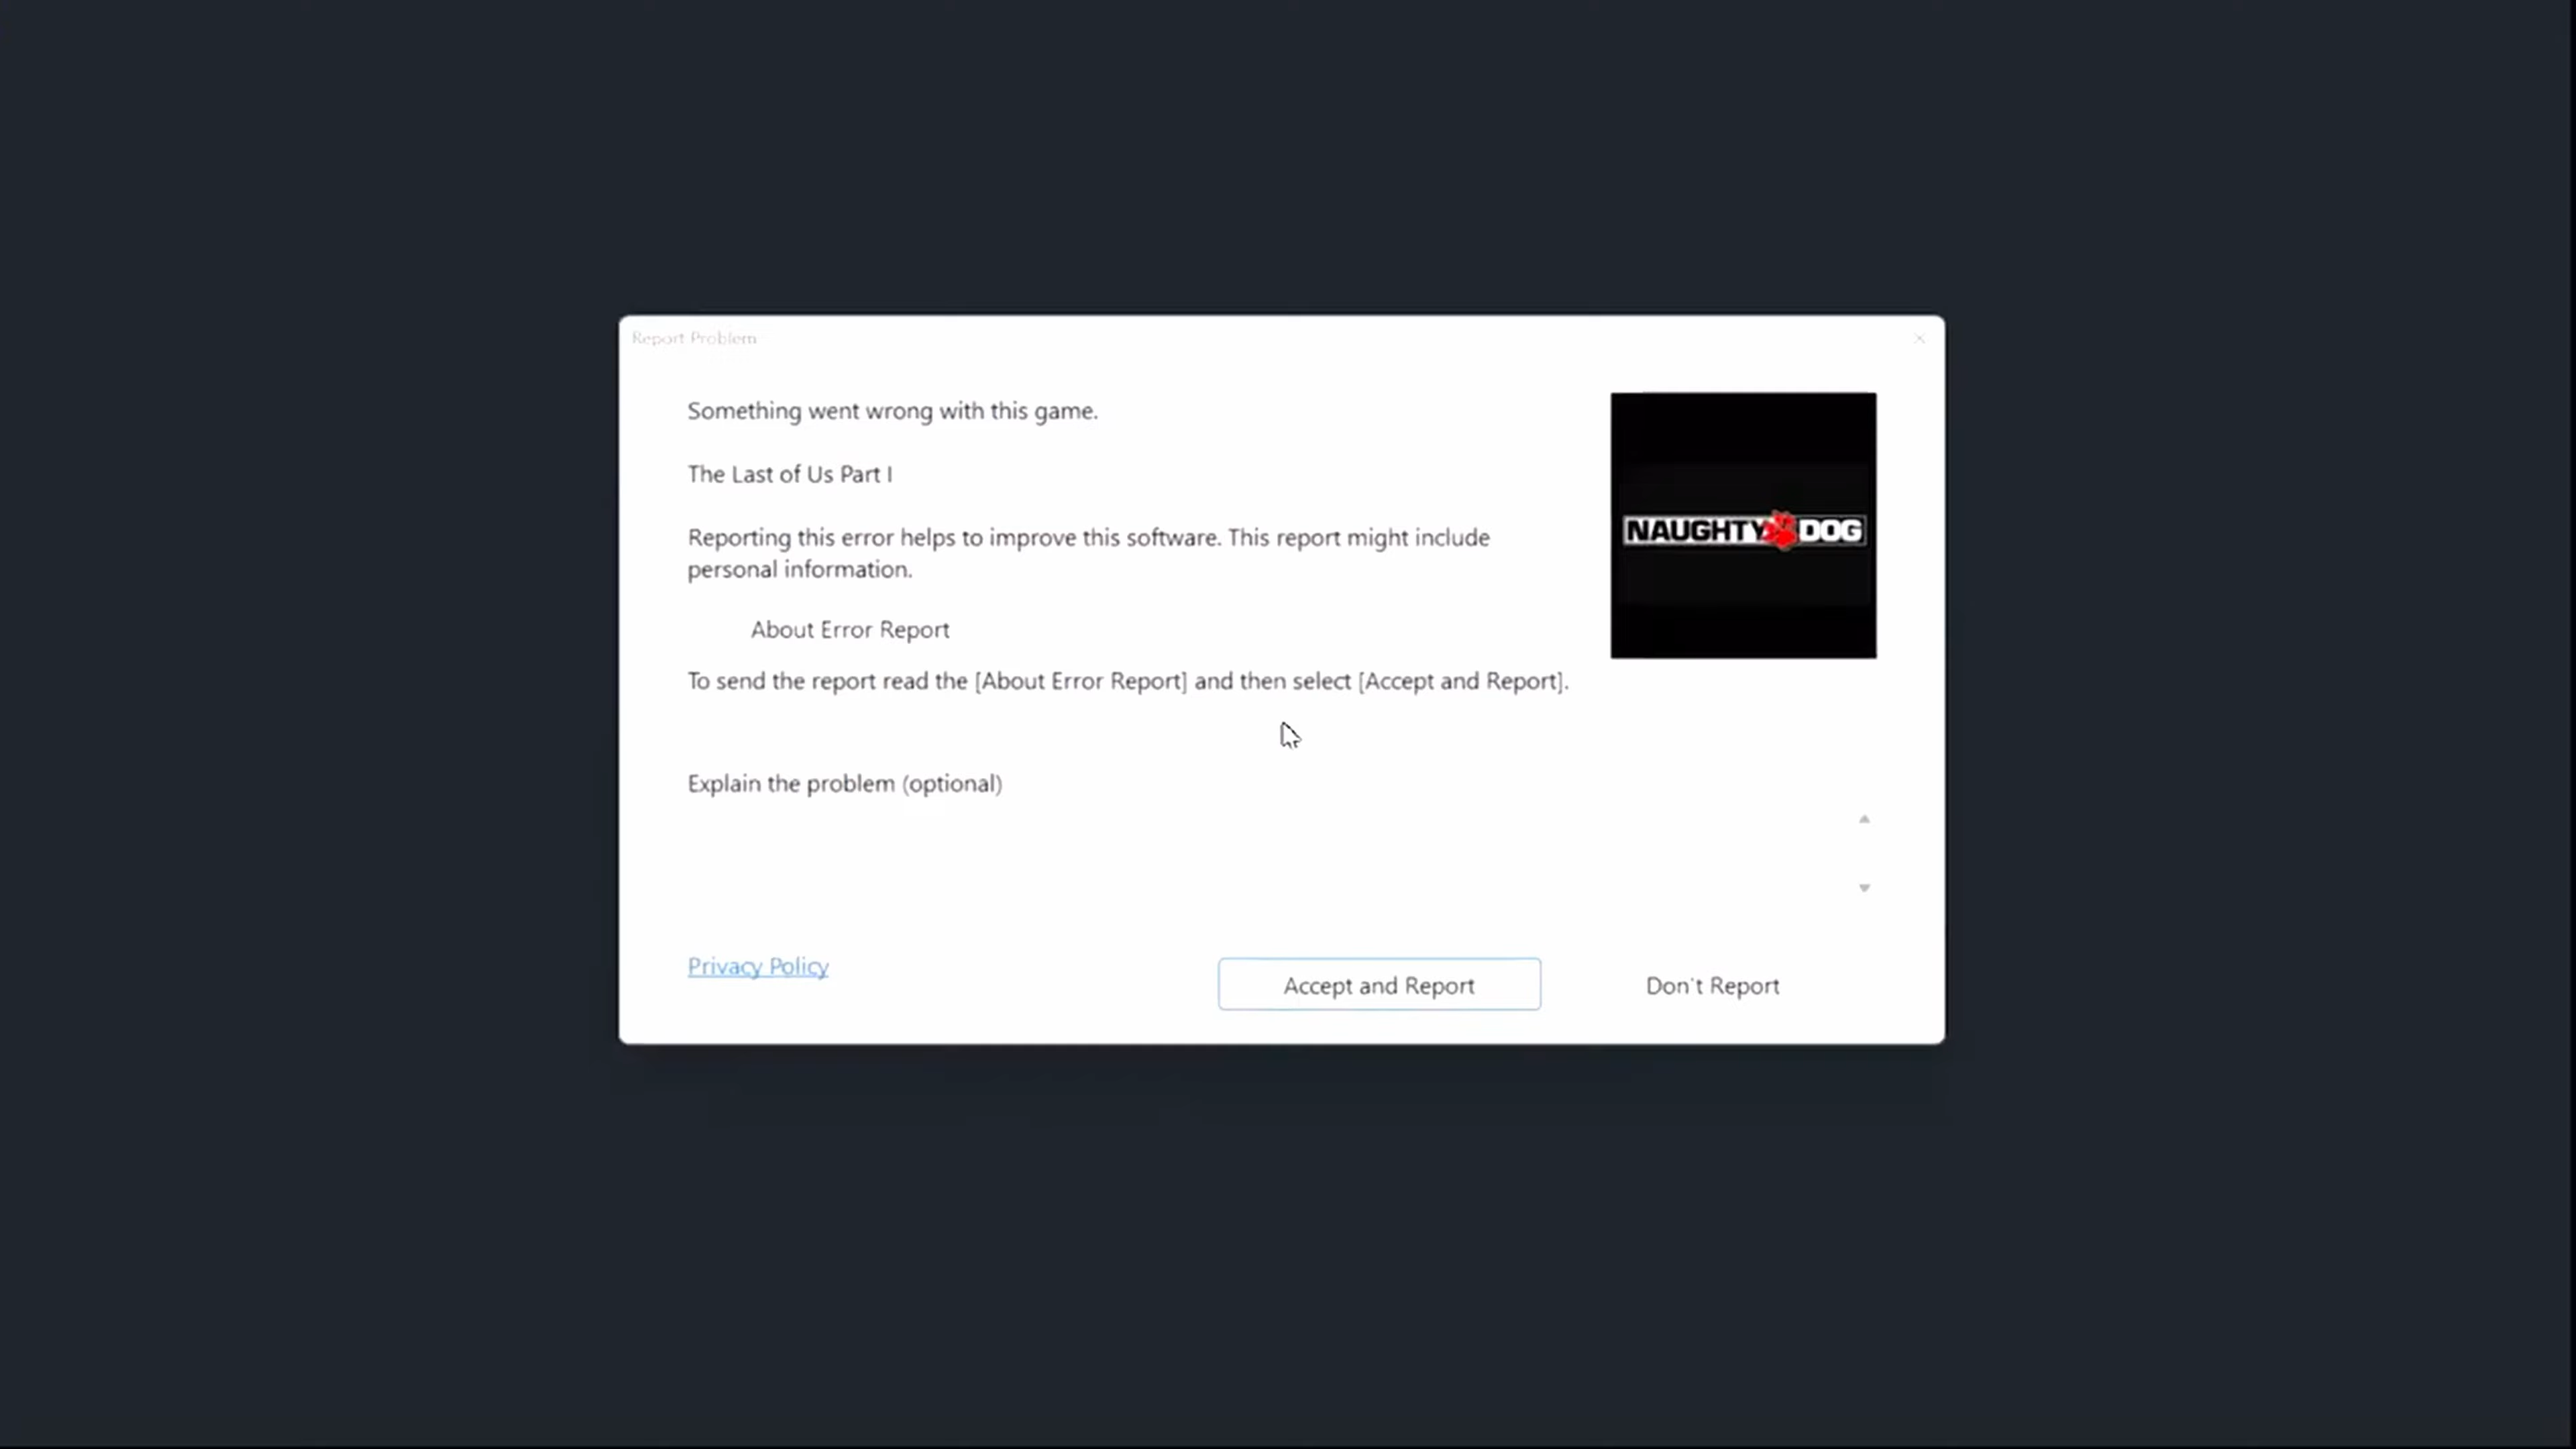 Report Problem
Something went wrong with this game.
The Last of Us Part I
Reporting this error helps to improve this software. This report might include
personal information.
NAUGHTY DOG
About Error Report
To send the report read the [About Error Report] and then select [Accept and Report].
Explain the problem (optional)
Privacy Policy
Accept and Report
Don't Report